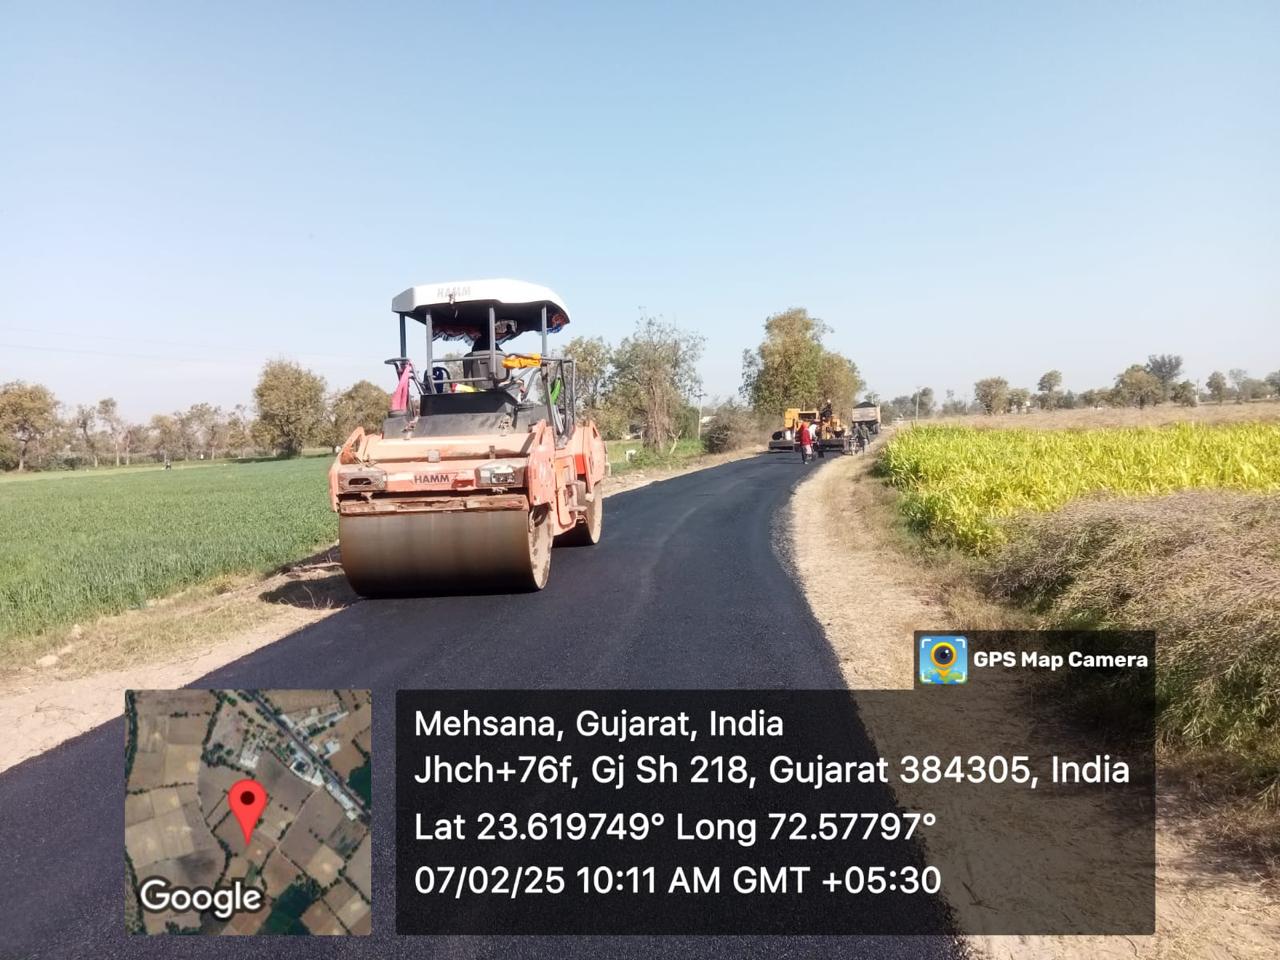 HAMM
HAMM
GPS Map Camera
Mehsana, Gujarat, India
Jhch+76f, Gj Sh 218, Gujarat 384305, India
Lat 23.619749° Long 72.57797°
07/02/25 10:11 AM GMT +05:30
Google